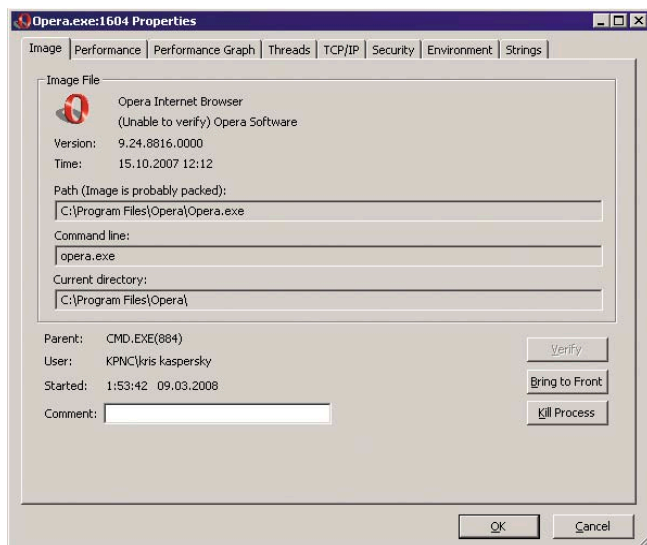 Opera.exe:1604 Properties
Image Performance Performance Graph Threads TCP/IP Security Environment Strings
Image File
Opera Internet Browser
(Unable to verify) Opera Software
Version: 9.24.8816.0000
Time: 15.10.2007 12:12
Path (Image is probably packed):
C:\Program Files\Opera\Opera.exe
Command line:
opera.exe
Current directory:
C:\Program Files\Opera\
Parent: CMD.EXE(884)
Verify
User: KPNC\kris kaspersky
Started: 1:53:42 09.03.2008
Bring to Front
Comment:
Kill Process
OK Cancel